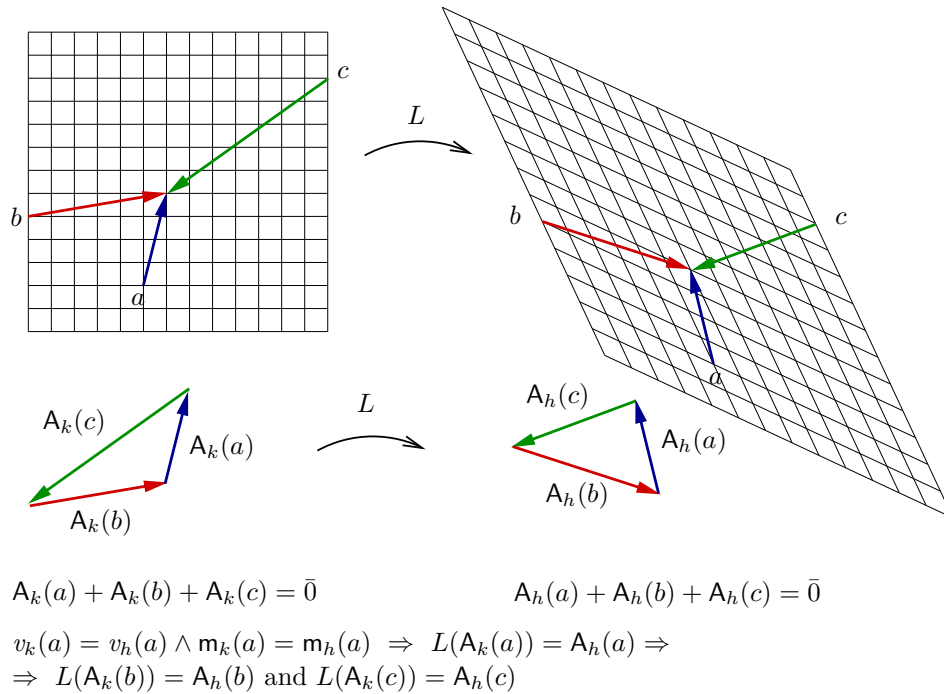 c
L
b
a
b
c
a
A_k(c)
A_k(a)
A_k(b)
L
A_h(c)
A_h(a)
A_h(b)
A_k(a) + A_k(b) + A_k(c) = 0̄
A_h(a) + A_h(b) + A_h(c) = 0̄
v_k(a) = v_h(a) ∧ m_k(a) = m_h(a) ⇒ L(A_k(a)) = A_h(a) ⇒
⇒ L(A_k(b)) = A_h(b) and L(A_k(c)) = A_h(c)